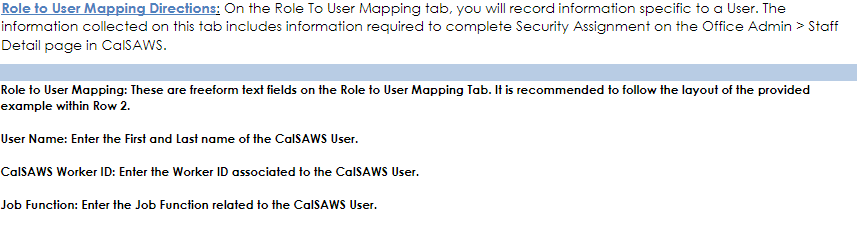 Role to User Mapping Directions: On the Role To User Mapping tab, you will record information specific to a User. The
information collected on this tab includes information required to complete Security Assignment on the Office Admin > Staff
Detail page in CalSAWS.
Role to User Mapping: These are freeform text fields on the Role to User Mapping Tab. It is recommended to follow the layout of the provided
example within Row 2.
User Name: Enter the First and Last name of the CalSAWS User.
CalSAWS Worker ID: Enter the Worker ID associated to the CalSAWS User.
Job Function: Enter the Job Function related to the CalSAWS User.